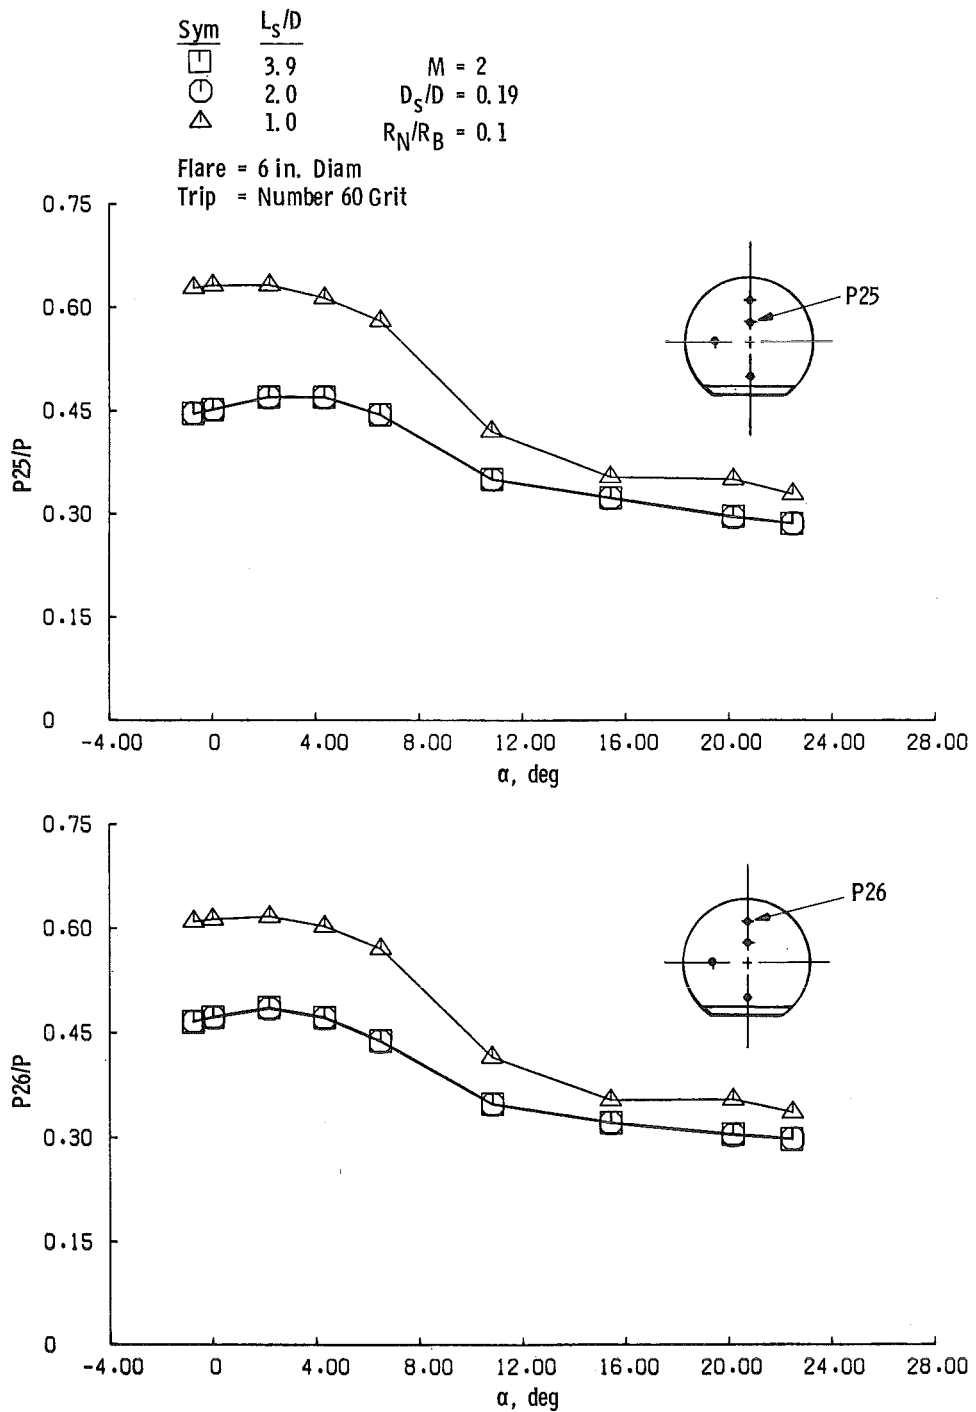 Sym L_s/D
3.9 M = 2
2.0 D_s/D = 0.19
1.0 R_N/R_B = 0.1
Flare = 6 in. Diam
Trip = Number 60 Grit
0.75
0.60
0.45
0.30
0.15
0
P25/P
P25
-4.00 0 4.00 8.00 12.00 16.00 20.00 24.00 28.00
α, deg
0.75
0.60
0.45
0.30
0.15
0
P26/P
P26
-4.00 0 4.00 8.00 12.00 16.00 20.00 24.00 28.00
α, deg